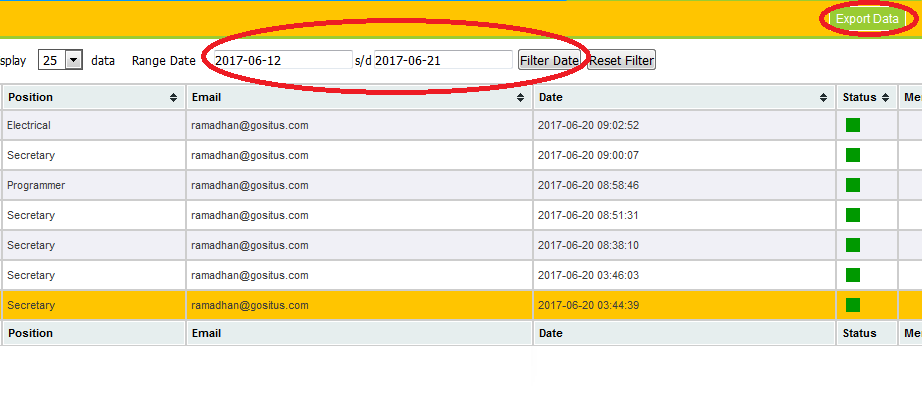 Export Data
splay 25 data Range Date 2017-06-12 s/d 2017-06-21 Filter Date Reset Filter
Position Email Date Status Me
Electrical ramadhan@gositus.com 2017-06-20 09:02:52
Secretary ramadhan@gositus.com 2017-06-20 09:00:07
Programmer ramadhan@gositus.com 2017-06-20 08:58:46
Secretary ramadhan@gositus.com 2017-06-20 08:51:31
Secretary ramadhan@gositus.com 2017-06-20 08:38:10
Secretary ramadhan@gositus.com 2017-06-20 03:46:03
Secretary ramadhan@gositus.com 2017-06-20 03:44:39
Position Email Date Status Me